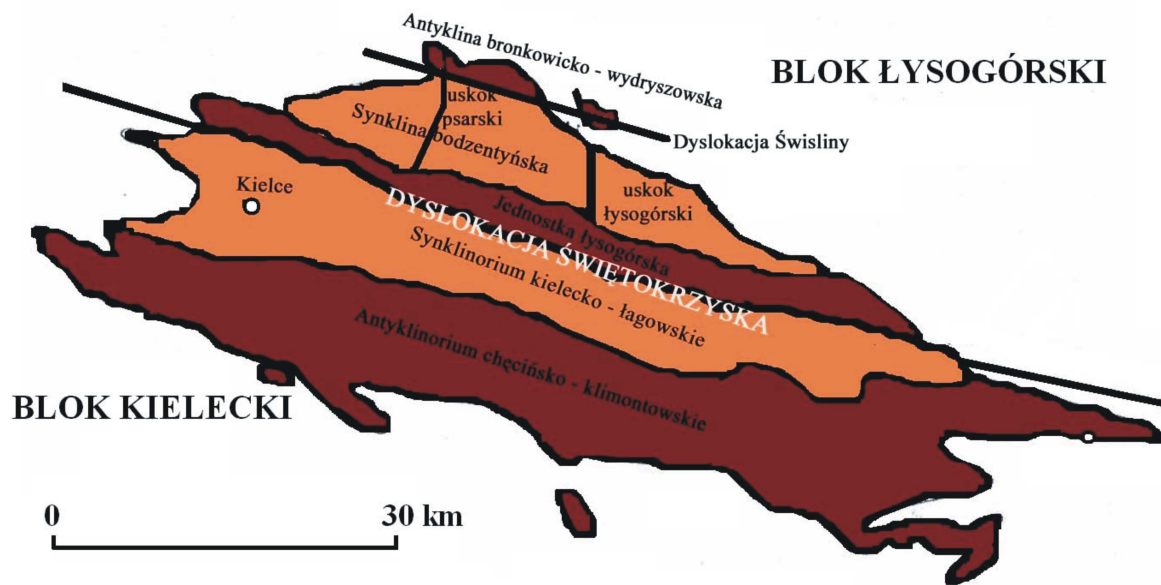 Antyklina bronkowicko - wydryszowska
BLOK ŁYSOGÓRSKI
uskok
psarski
Synklina bodzentyńska
Dyslokacja Świsliny
uskok
łysogórski
Kielce
Jednostka łysogórska
DYSLOKACJA ŚWIĘTOKRZYSKA
Synklinorium kielecko - łagowskie
Antyklinorium chęcińsko - klimontowskie
BLOK KIELECKI
0
30 km